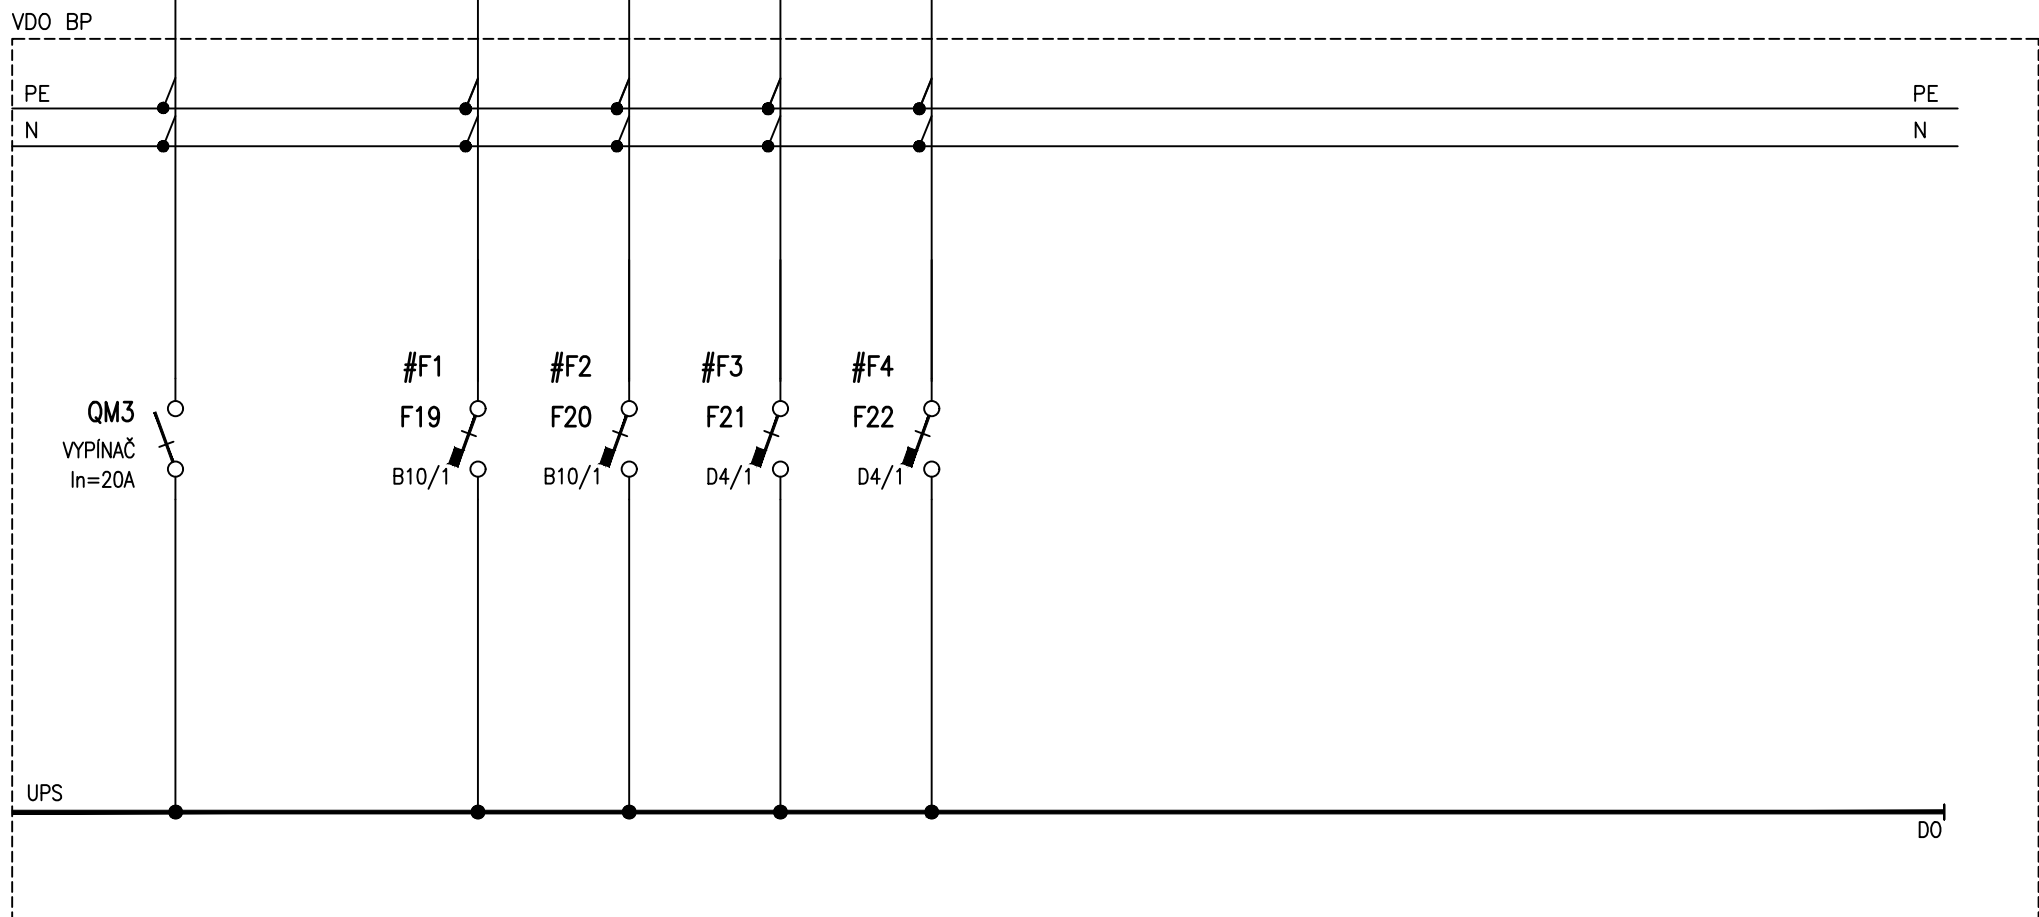 VDO BP
PE PE
N N
#F1 #F2 #F3 #F4
QM3 F19 F20 F21 F22
VYPÍNAČ
In=20A B10/1 B10/1 D4/1 D4/1
UPS
DO